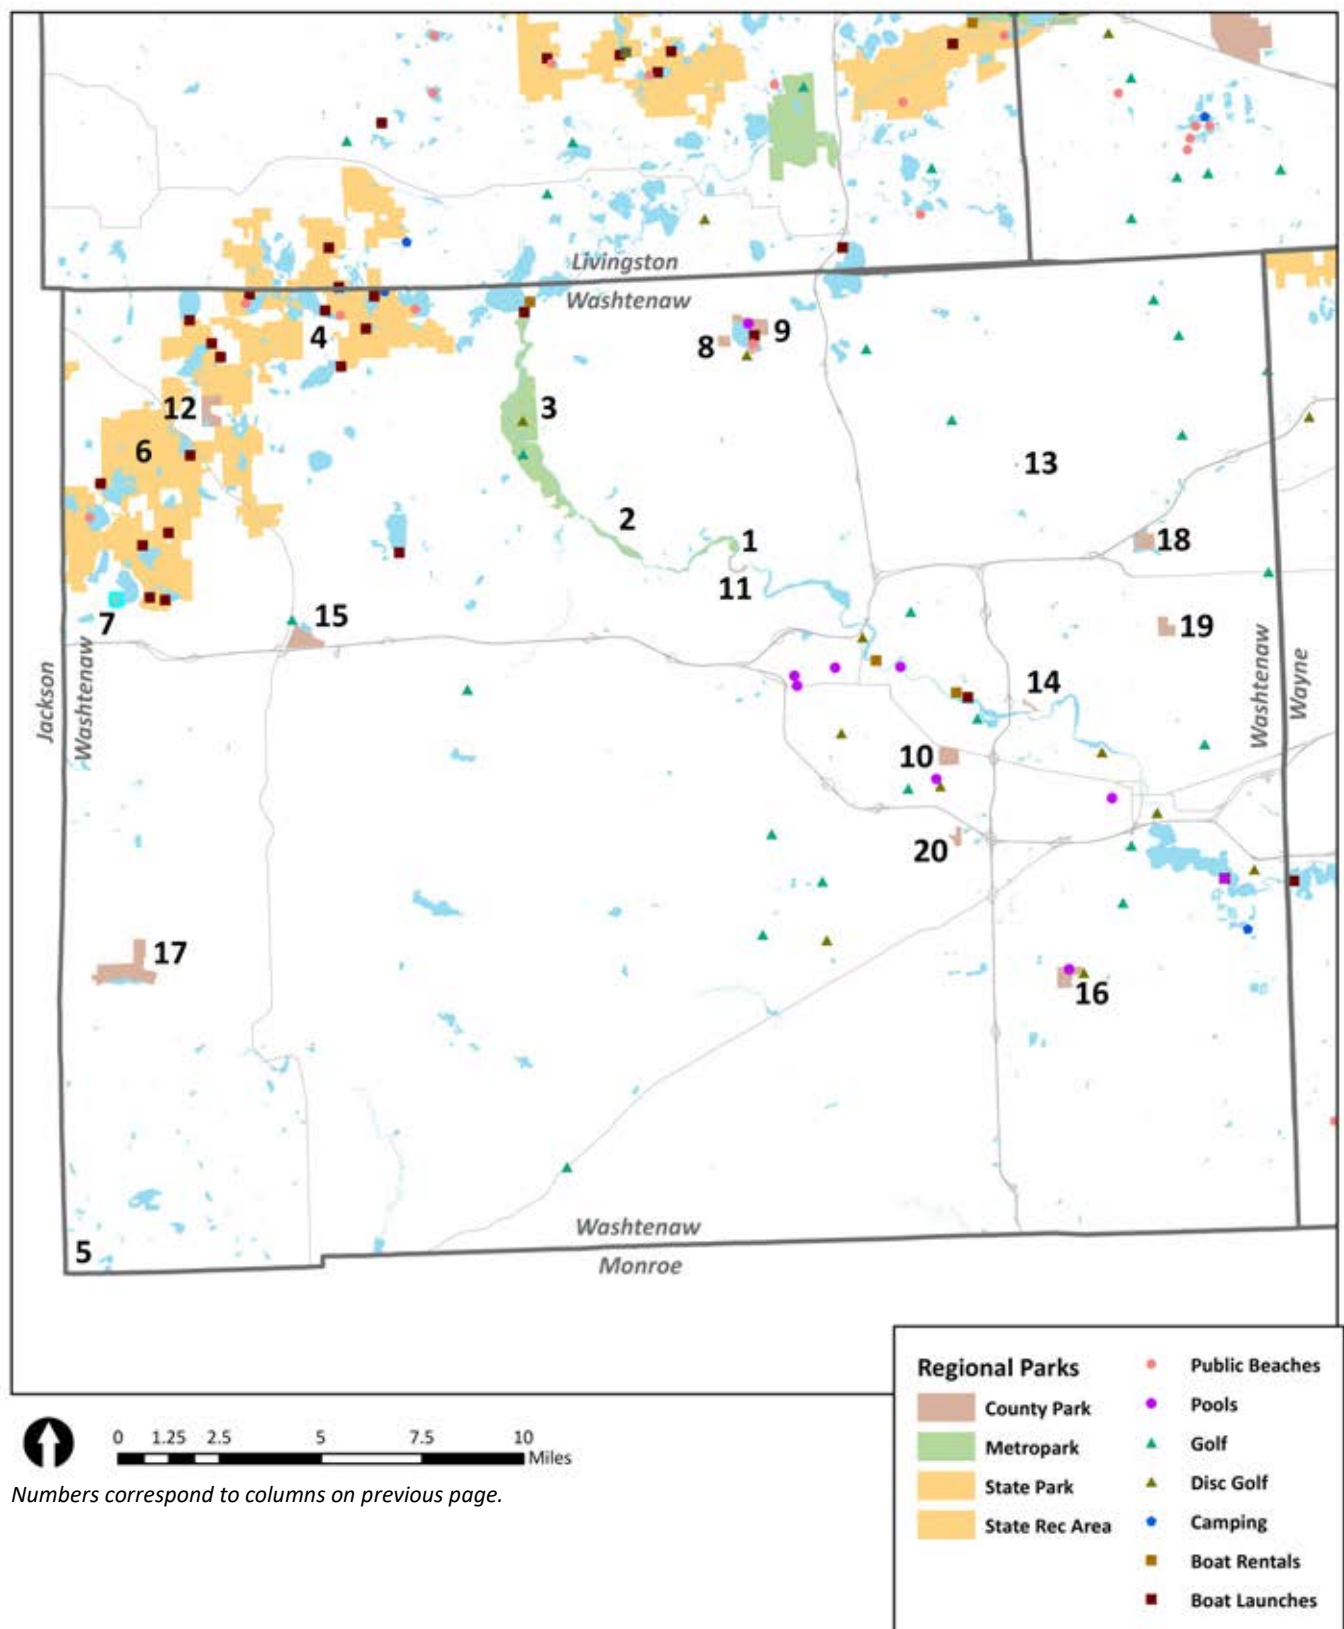 Livingston
Washtenaw
8
9
4
12
3
6
13
2
1
18
11
7
15
19
Jackson
Washtenaw
14
Washtenaw
Wayne
10
20
17
16
5
Washtenaw
Monroe
Regional Parks
County Park
Metropark
State Park
State Rec Area
Public Beaches
Pools
Golf
Disc Golf
Camping
Boat Rentals
Boat Launches
0 1.25 2.5 5 7.5 10
Miles
Numbers correspond to columns on previous page.